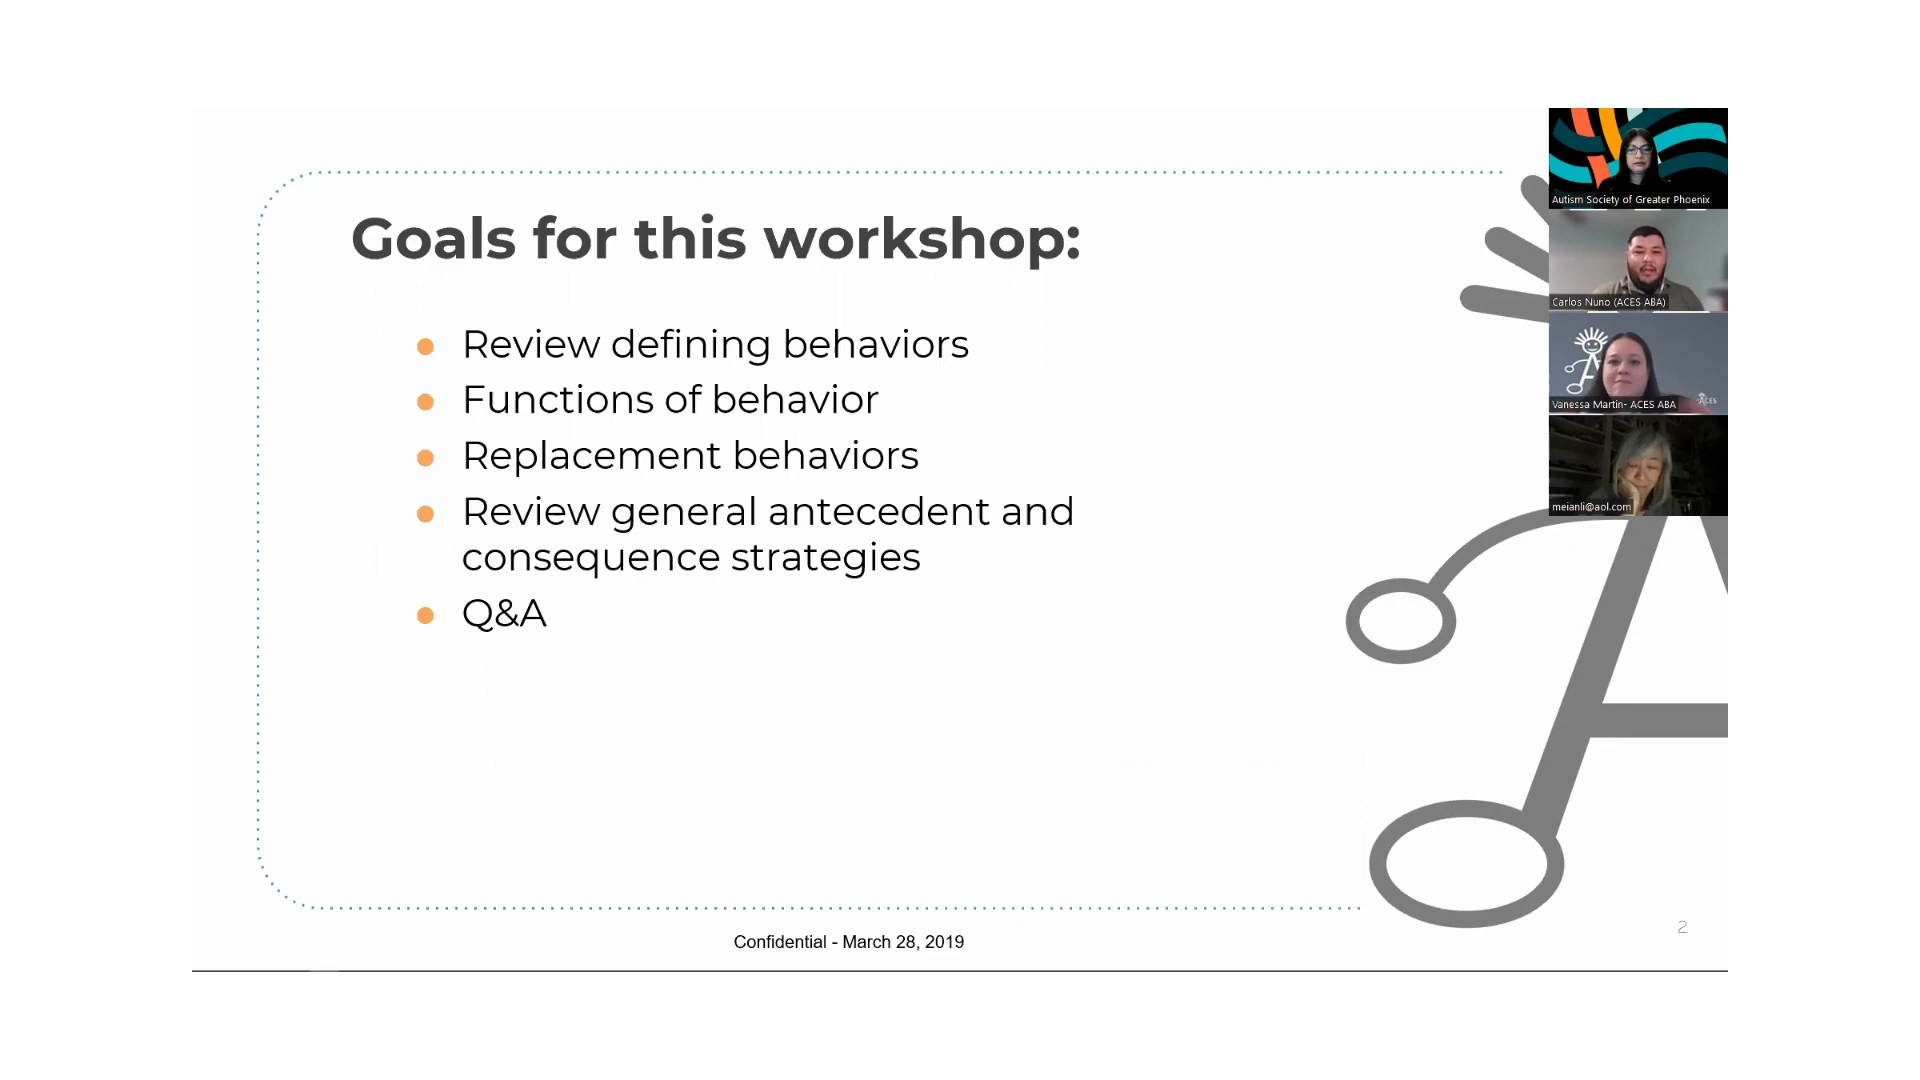 Goals for this workshop:
Review defining behaviors
Functions of behavior
Replacement behaviors
Review general antecedent and
consequence strategies
Q&A
Confidential - March 28, 2019
2
Autism Society of Greater Phoenix
Carlos Nuno (ACES ABA)
Vanessa Martin- ACES ABA
ACES
meianli@aol.com